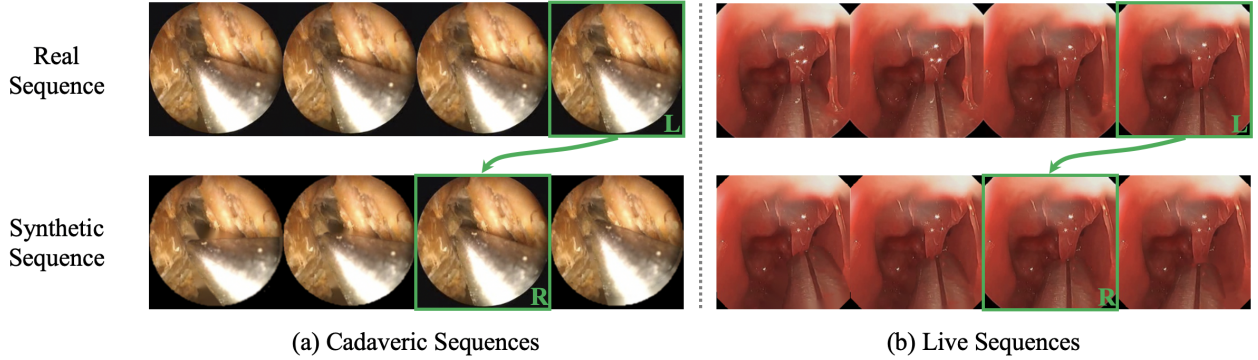 Real
Sequence
L
L
Synthetic
Sequence
R
R
(a) Cadaveric Sequences
(b) Live Sequences